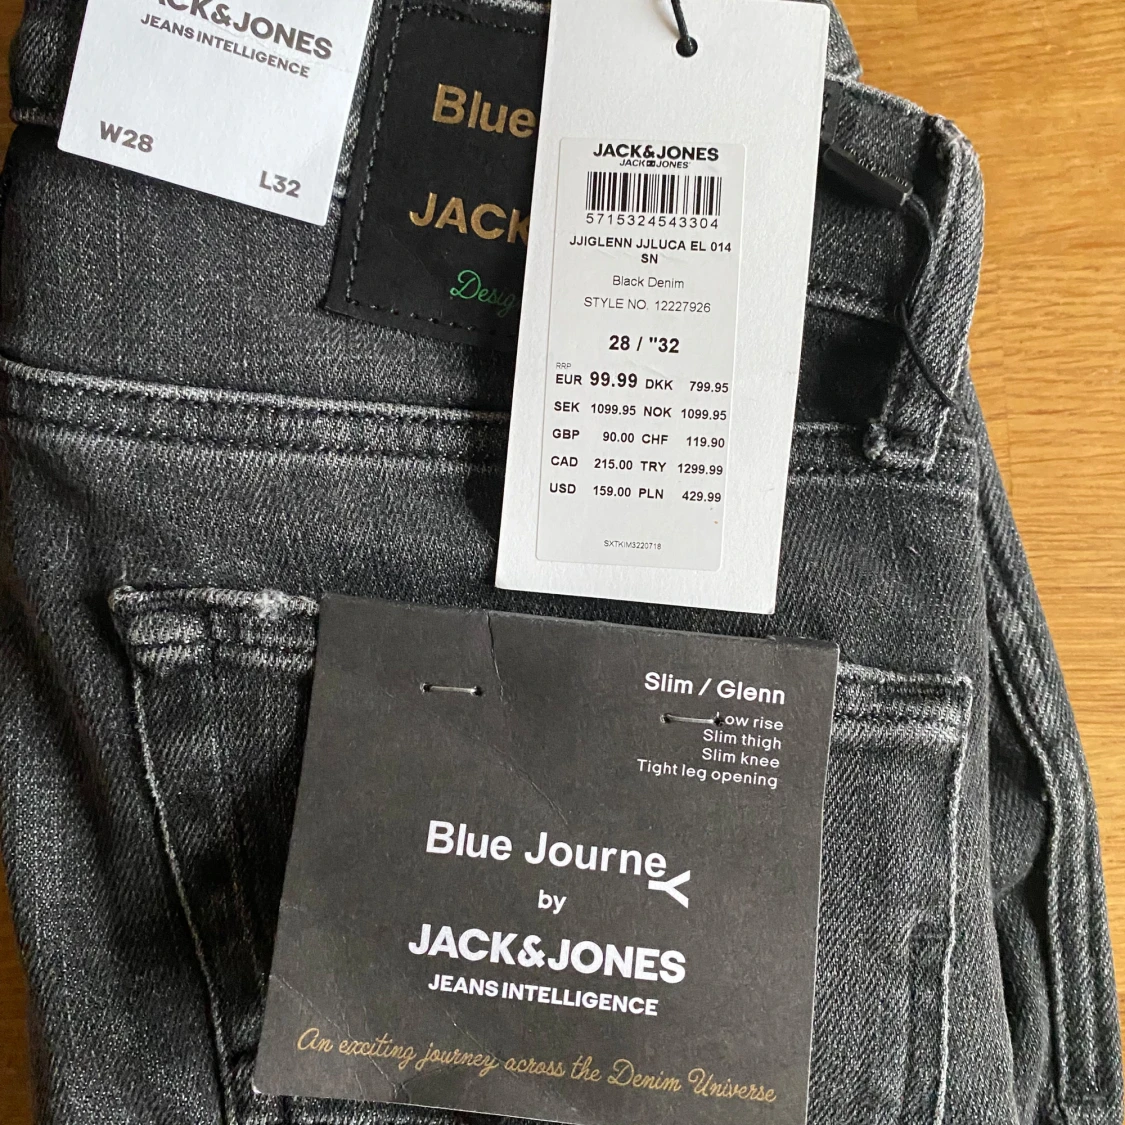 JACK&JONES
JEANS INTELLIGENCE
W28
L32
Blue
JACK
Desig
JACK&JONES
JACK JONES
5715324543304
JJIGLENN JJLUCA EL 014
SN
Black Denim
STYLE NO. 12227926
28 / "32
RRP
EUR 99.99 DKK 799.95
SEK 1099.95 NOK 1099.95
GBP 90.00 CHF 119.90
CAD 215.00 TRY 1299.99
USD 159.00 PLN 429.99
SXTKIM3220718
Slim / Glenn
Low rise
Slim thigh
Slim knee
Tight leg opening
Blue Journey
by
JACK&JONES
JEANS INTELLIGENCE
An exciting journey across the Denim Universe